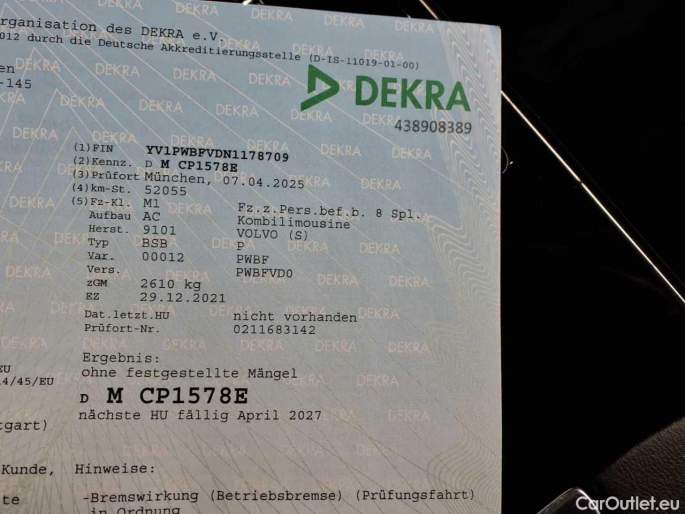 rganisation des DEKRA e.V.
012 durch die Deutsche Akkreditierungsstelle (D-IS-11019-01-00)
en
-145
DEKRA
438908389
(1) FIN YV1PWBFVDN1178709
(2) Kennz. D M CP1578E
(3) Prüfort München, 07.04.2025
(4) km-St. 52055
(5) Fz-Kl. M1 Fz.z.Pers.bef.b. 8 Spl.
Aufbau AC Kombilimousine
Herst. 9101 VOLVO (S)
Typ BSB P
Var. 00012 PWBF
Vers. PWBFVD0
zGM 2610 kg
EZ 29.12.2021
Dat.letzt.HU nicht vorhanden
Prüfort-Nr. 0211683142
Ergebnis:
EU ohne festgestellte Mängel
4/45/EU
D M CP1578E
nächste HU fällig April 2027
tgart)
Kunde, Hinweise:
te -Bremswirkung (Betriebsbremse) (Prüfungsfahrt)
in Ordnung
CarOutlet.eu